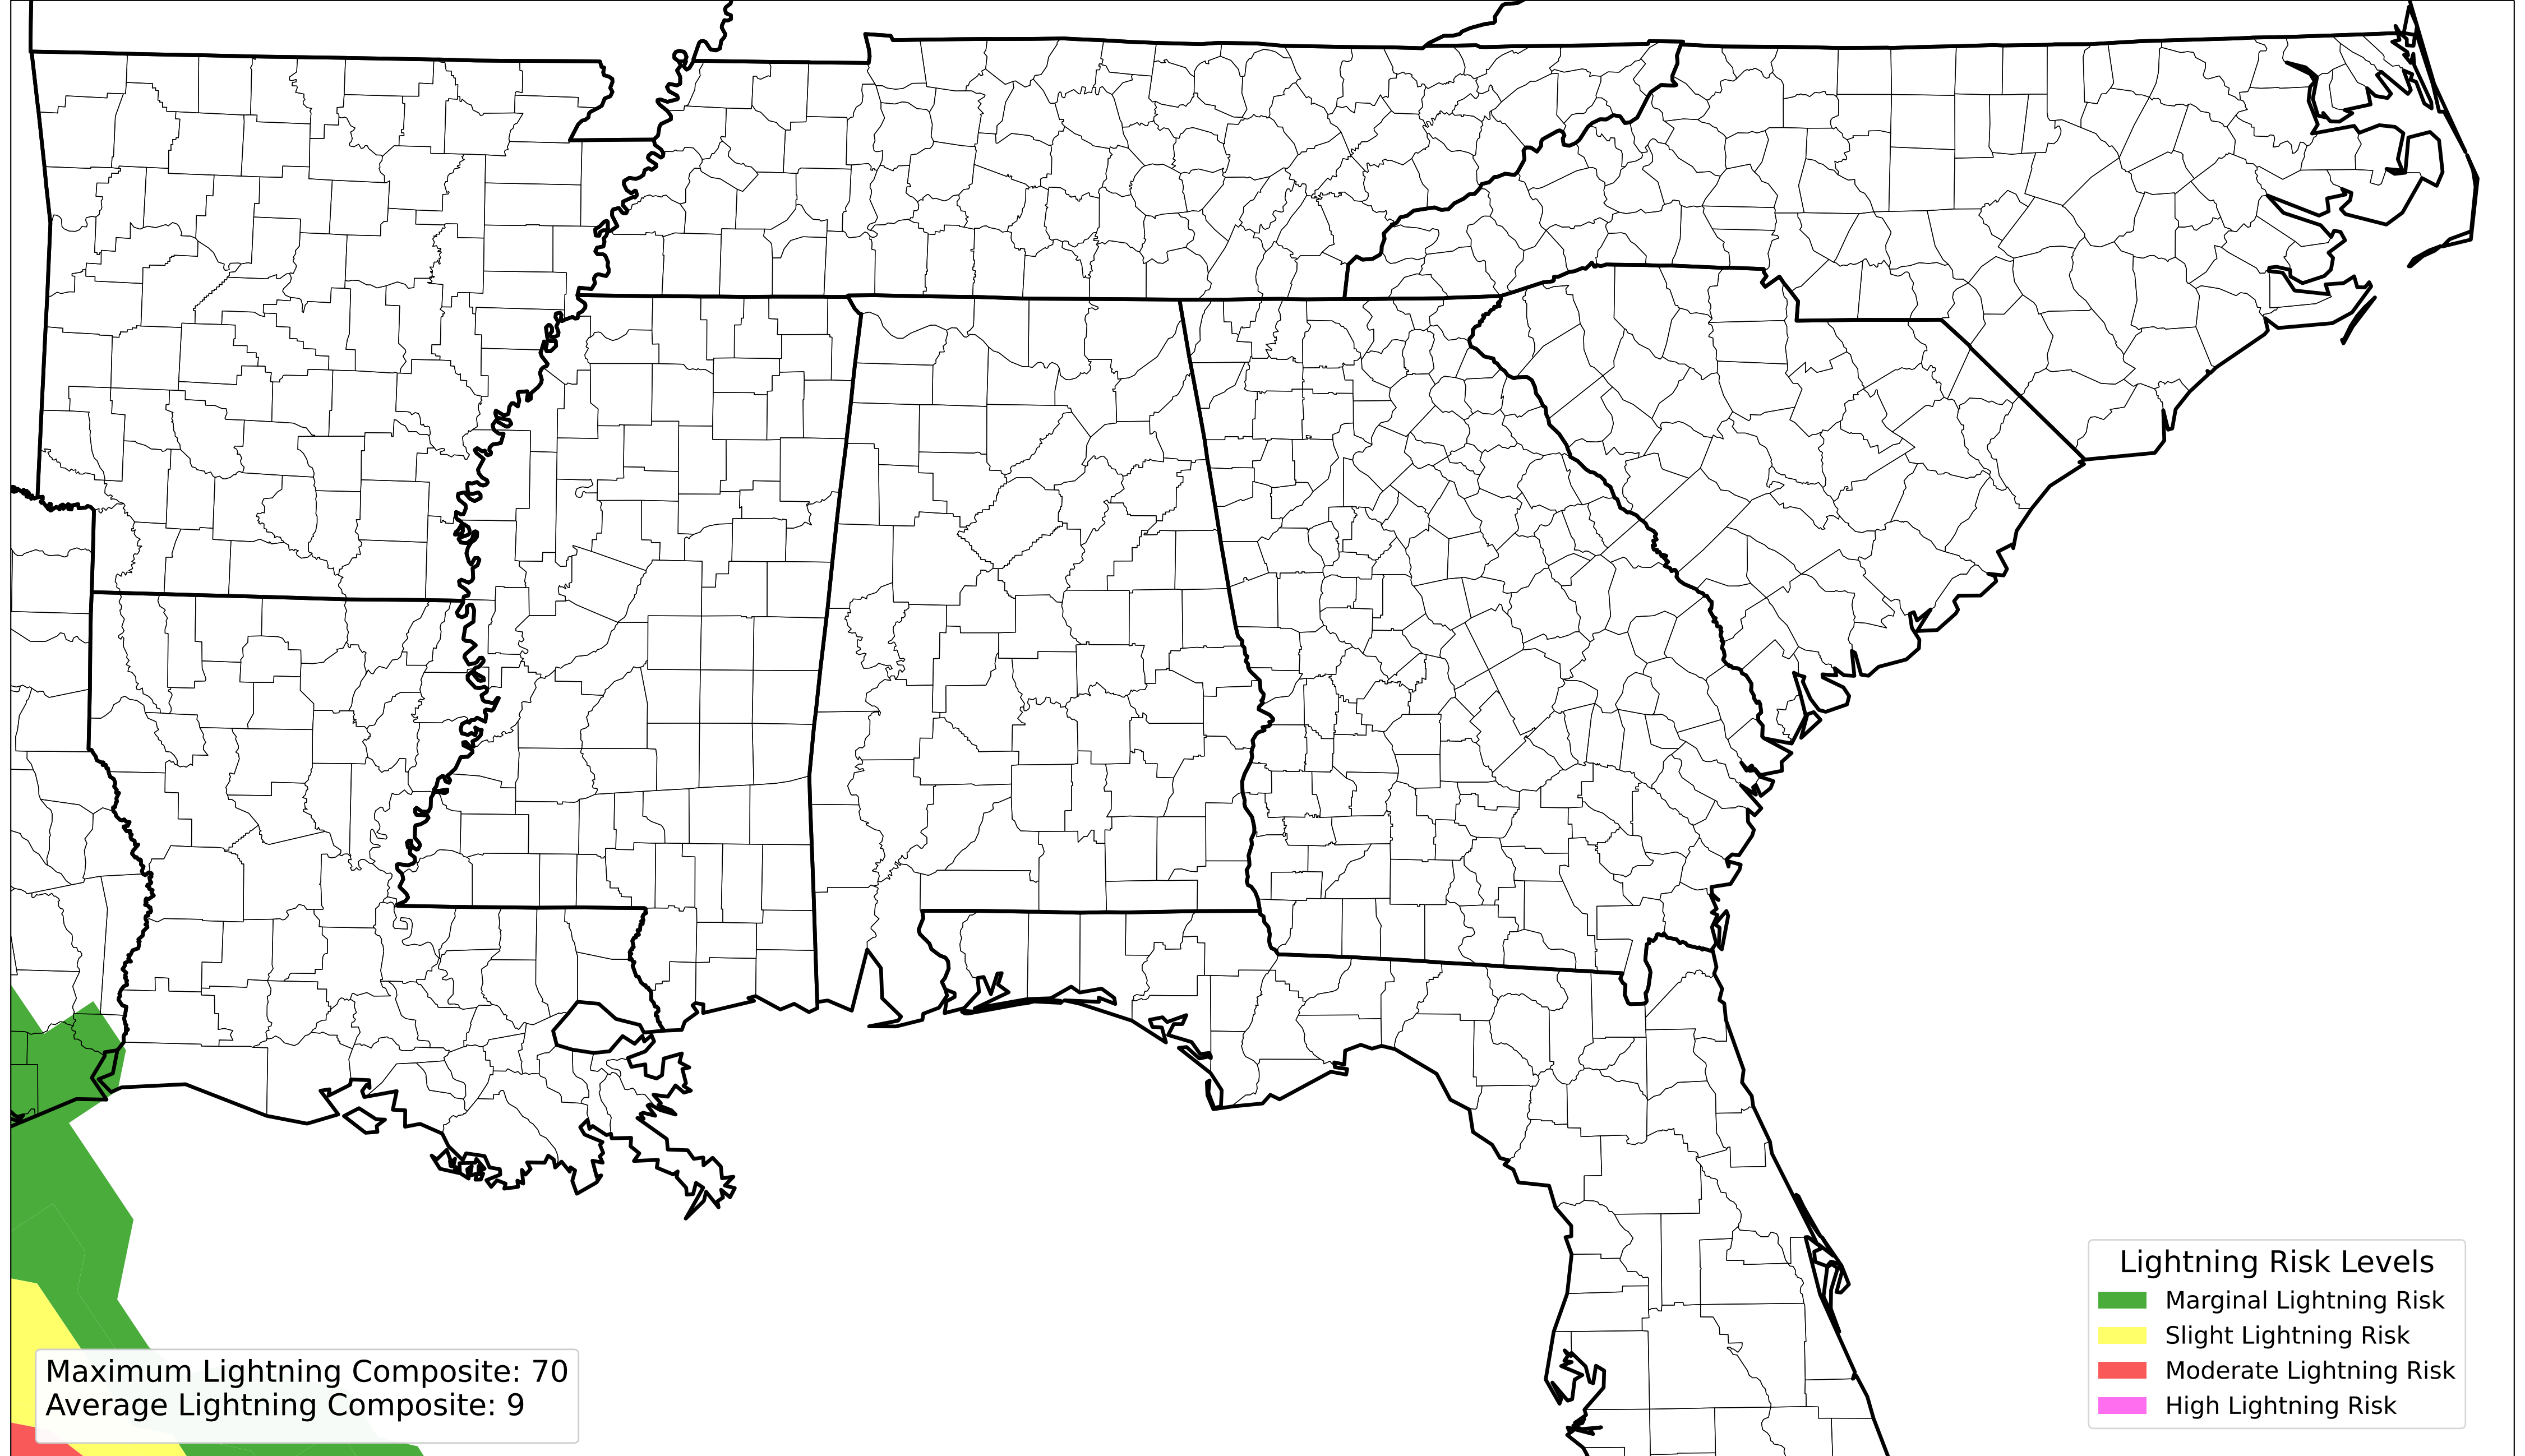 Maximum Lightning Composite: 70
Average Lightning Composite: 9
Lightning Risk Levels
Marginal Lightning Risk
Slight Lightning Risk
Moderate Lightning Risk
High Lightning Risk